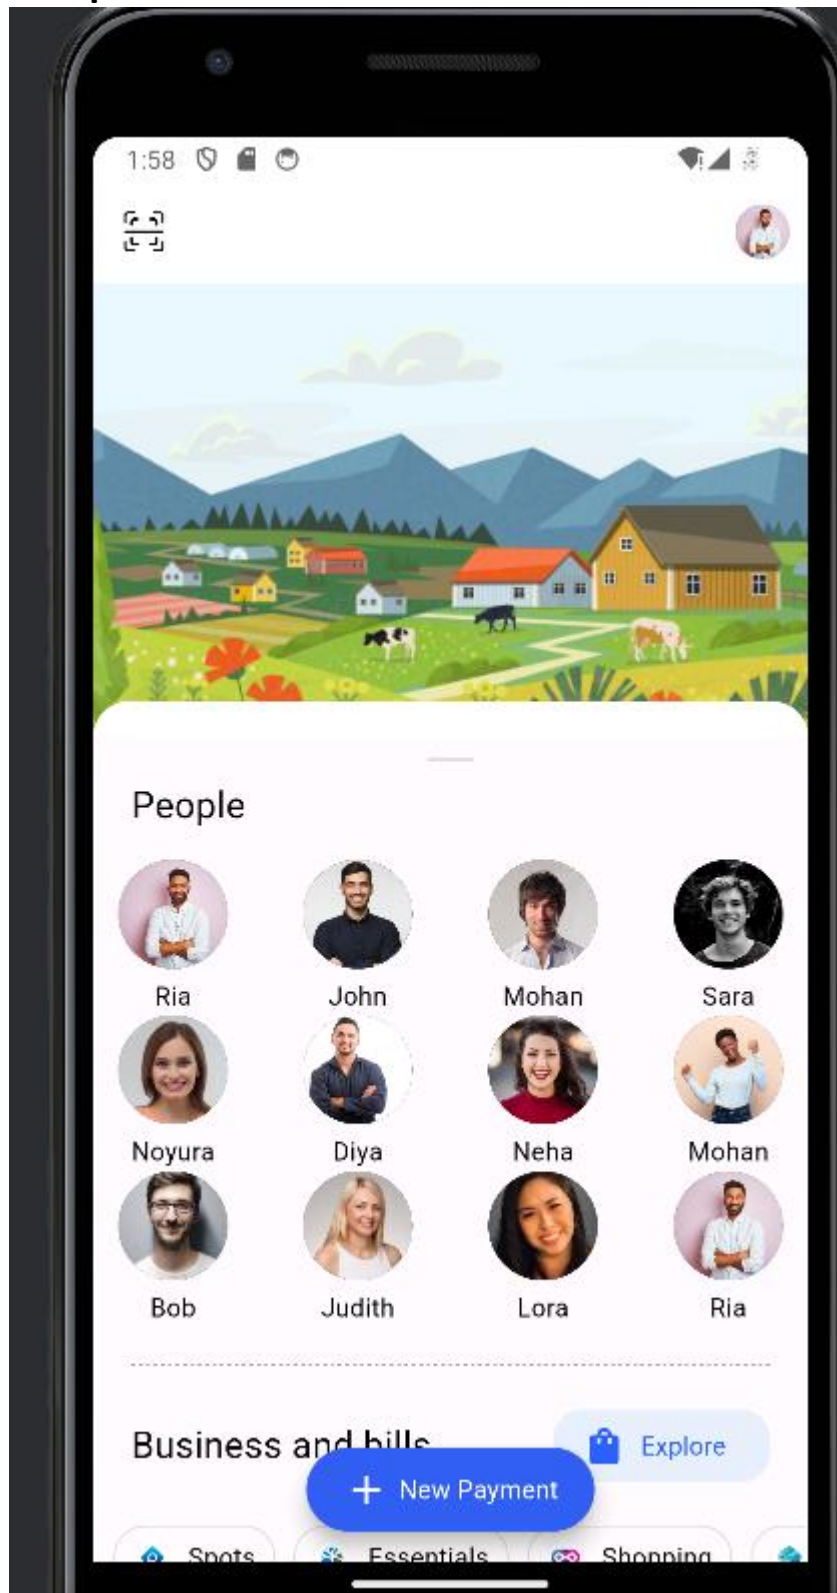 1:58
People
Ria John Mohan Sara
Noyura Diya Neha Mohan
Bob Judith Lora Ria
Business and bills
Explore
New Payment
Spots Essentials Shopping